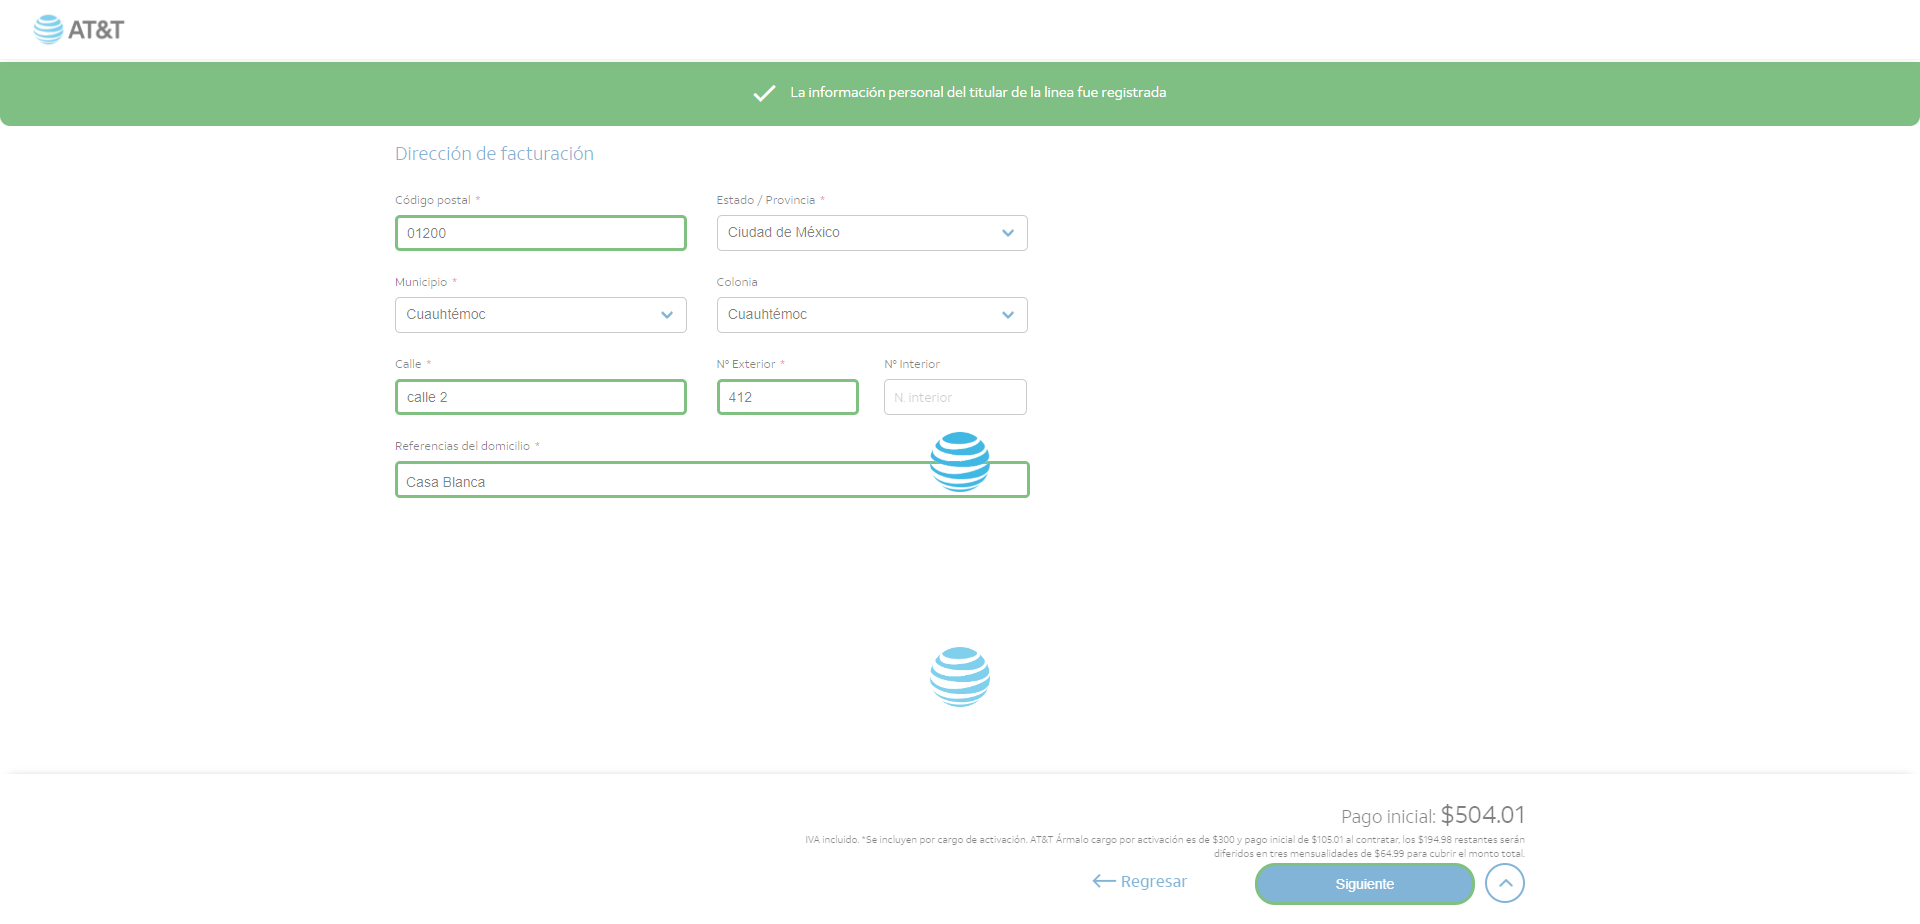 AT&T
La información personal del titular de la linea fue registrada
Dirección de facturación
Código postal *
Estado / Provincia *
01200
Ciudad de México
Municipio *
Colonia
Cuauhtémoc
Cuauhtémoc
Calle *
Nº Exterior *
Nº Interior
calle 2
412
N. interior
Referencias del domicilio *
Casa Blanca
Pago inicial: $504.01
IVA incluido. *Se incluyen por cargo de activación. AT&T Ármalo cargo por activación es de $300 y pago inicial de $105.01 al contratar, los $194.98 restantes serán
diferidos en tres mensualidades de $64.99 para cubrir el monto total.
Regresar
Siguiente